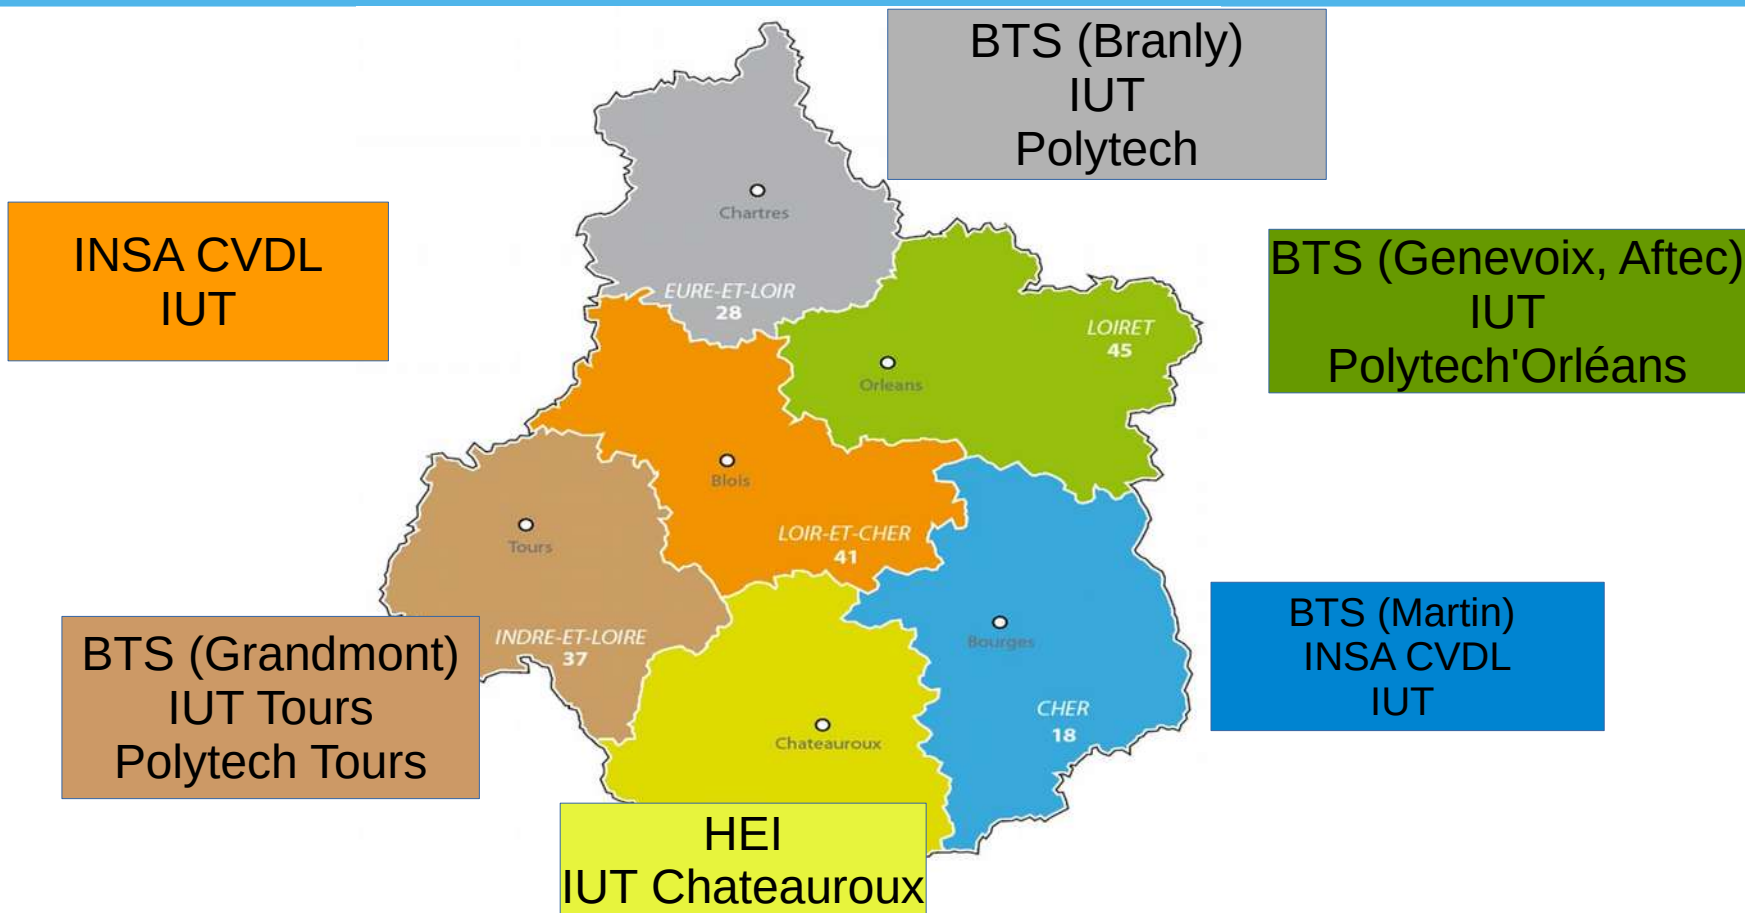 BTS (Branly)
IUT
Polytech
Chartres
INSA CVDL
IUT
EURE-ET-LOIR
28
BTS (Genevoix, Aftec)
IUT
Polytech'Orléans
LOIRET
45
Orleans
Blois
LOIR-ET-CHER
41
Tours
INDRE-ET-LOIRE
37
BTS (Grandmont)
IUT Tours
Polytech Tours
Bourges
CHER
18
BTS (Martin)
INSA CVDL
IUT
Chateauroux
HEI
IUT Chateauroux